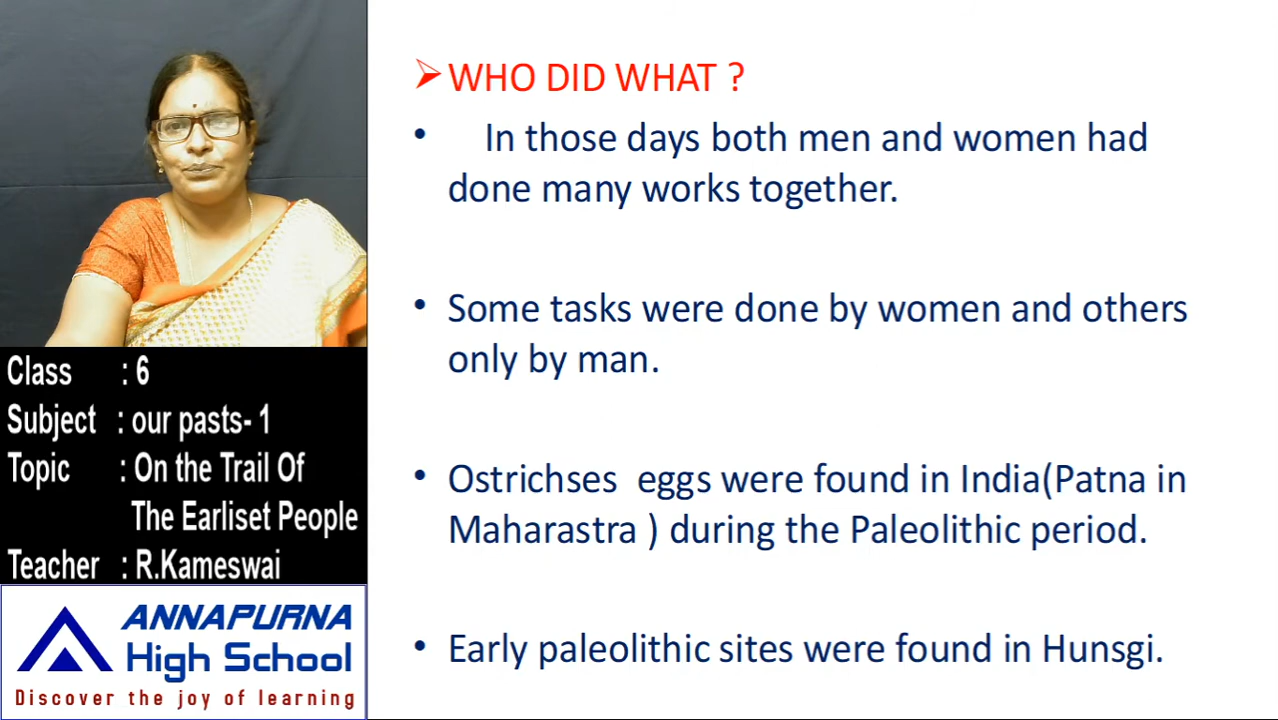 WHO DID WHAT ?
In those days both men and women had
done many works together.
Some tasks were done by women and others
only by man.
Ostrichses eggs were found in India(Patna in
Maharastra ) during the Paleolithic period.
Early paleolithic sites were found in Hunsgi.
Class : 6
Subject : our pasts- 1
Topic : On the Trail Of
The Earliset People
Teacher : R.Kameswai
ANNAPURNA
High School
Discover the joy of learning